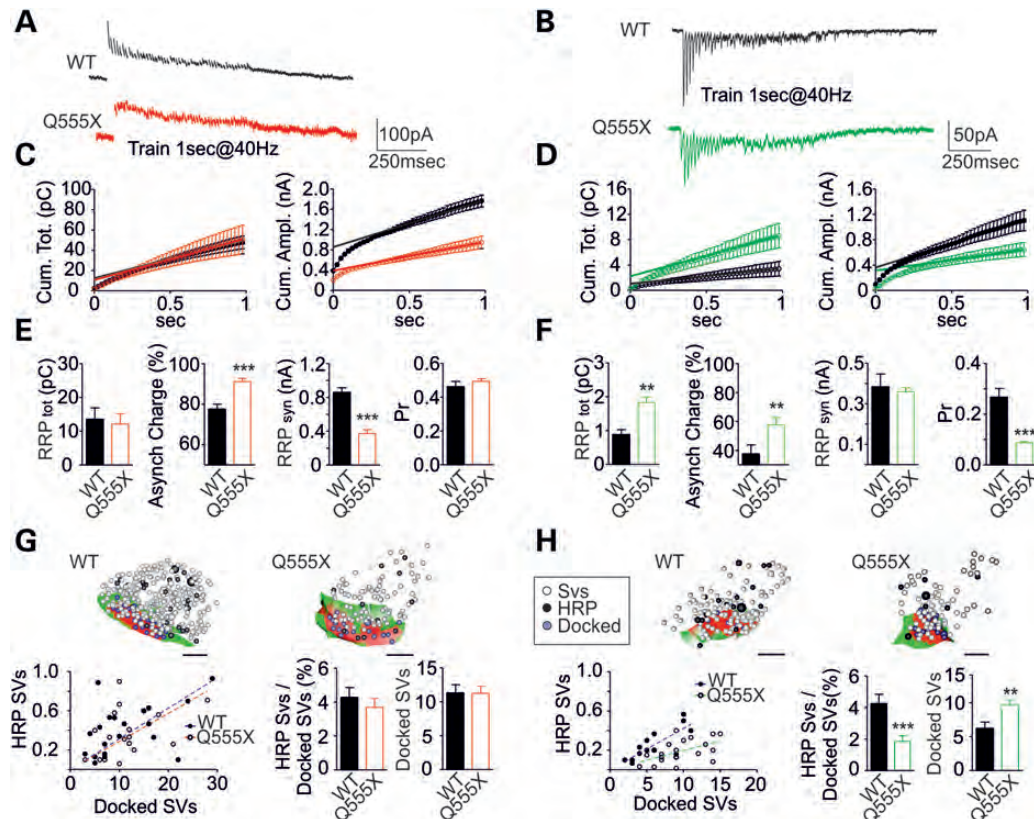 A
WT
Q555X
Train 1sec@40Hz
100pA
250msec
B
WT
Train 1sec@40Hz
Q555X
50pA
250msec
C
Cum. Tot. (pC)
100
80
60
40
20
0
0 0.5 1
sec
Cum. Ampl. (nA)
2.0
1.6
1.2
0.8
0.4
0
0 0.5 1
sec
D
Cum. Tot. (pC)
16
12
8
4
0
0 0.5 1
sec
Cum. Ampl. (nA)
1.6
1.2
0.8
0.4
0
0 0.5 1
sec
E
RRP tot (pC)
30
20
10
0
WT
Q555X
Asynch Charge (%)
100
80
60
***
WT
Q555X
RRP syn (nA)
1.2
0.9
0.6
0.3
0
***
WT
Q555X
Pr
0.6
0.4
0.2
0.0
WT
Q555X
F
RRP tot (pC)
3
2
1
0
**
WT
Q555X
Asynch Charge (%)
100
80
60
40
**
WT
Q555X
RRP syn (nA)
0.5
0.3
0.2
0.0
WT
Q555X
Pr
0.4
0.2
0.0
***
WT
Q555X
G
WT
Q555X
HRP SVs
1.0
0.8
0.6
0.4
0.2
WT
Q555X
0 10 20 30
Docked SVs
HRP Svs /
Docked SVs(%)
6
4
2
0
WT
Q555X
Docked SVs
15
12
9
6
3
0
WT
Q555X
H
WT
Q555X
Svs
HRP
Docked
HRP SVs
1.0
0.8
0.6
0.4
0.2
WT
Q555X
0 5 10 15 20
Docked SVs
HRP Svs /
Docked SVs(%)
6
4
2
0
***
WT
Q555X
Docked SVs
15
10
5
0
**
WT
Q555X